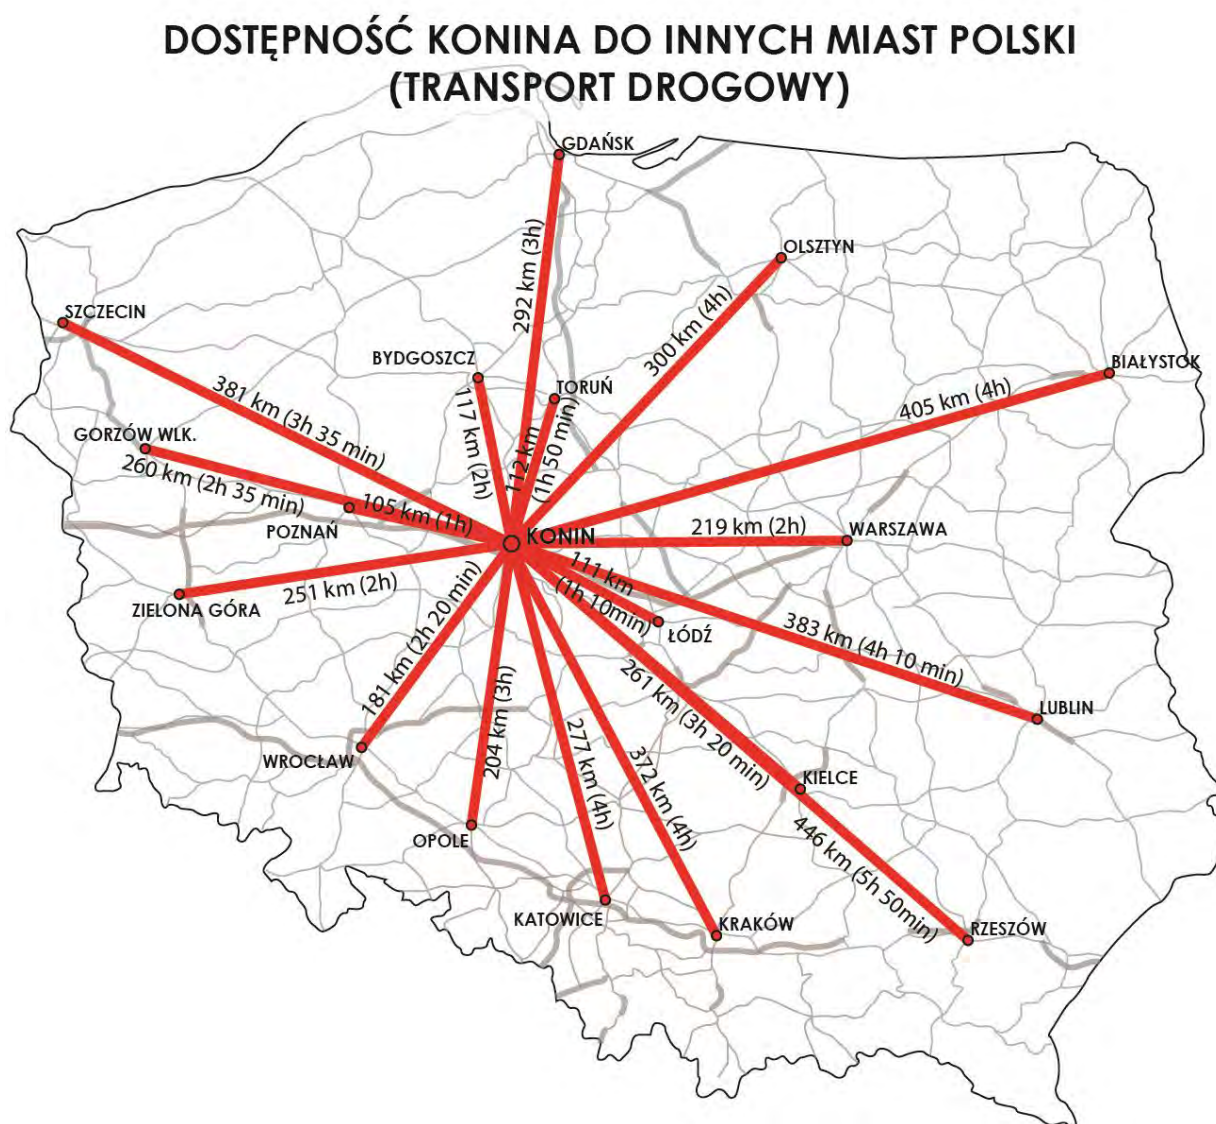 DOSTĘPNOŚĆ KONINA DO INNYCH MIAST POLSKI
(TRANSPORT DROGOWY)
GDAŃSK
292 km (3h)
OLSZTYN
300 km (4h)
SZCZECIN
381 km (3h 35 min)
BYDGOSZCZ
117 km (2h)
TORUŃ
112 km
(1h 50 min)
BIAŁYSTOK
405 km (4h)
GORZÓW WLK.
260 km (2h 35 min)
POZNAŃ
105 km (1h)
KONIN
219 km (2h)
WARSZAWA
ZIELONA GÓRA
251 km (2h)
111 km
(1h 10min)
ŁÓDŹ
383 km (4h 10 min)
LUBLIN
181 km (2h 20 min)
WROCŁAW
204 km (3h)
OPOLE
277 km (4h)
KATOWICE
372 km (4h)
KRAKÓW
261 km (3h 20 min)
KIELCE
446 km (5h 50min)
RZESZÓW